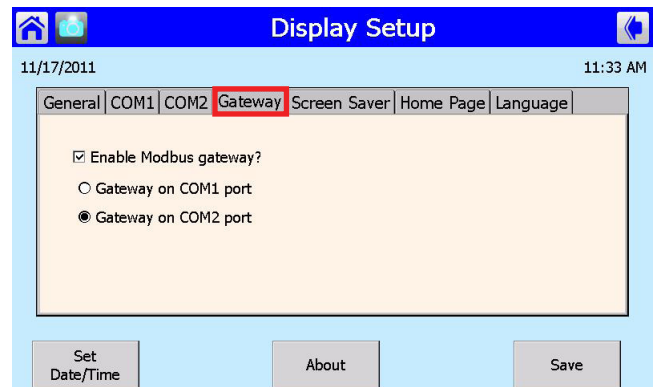 Display Setup
11/17/2011 11:33 AM
General COM1 COM2 Gateway Screen Saver Home Page Language
Enable Modbus gateway?
Gateway on COM1 port
Gateway on COM2 port
Set
Date/Time
About
Save